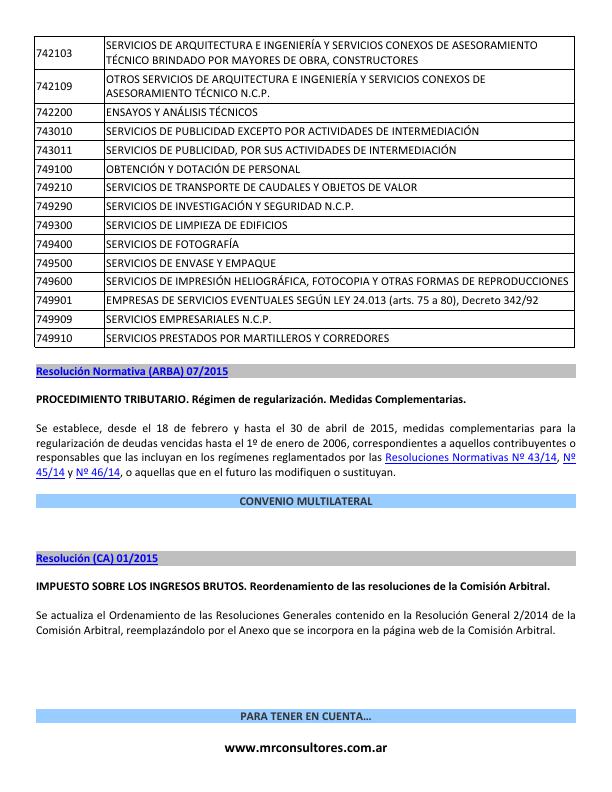 742103 SERVICIOS DE ARQUITECTURA E INGENIERÍA Y SERVICIOS CONEXOS DE ASESORAMIENTO
TÉCNICO BRINDADO POR MAYORES DE OBRA, CONSTRUCTORES
742109 OTROS SERVICIOS DE ARQUITECTURA E INGENIERÍA Y SERVICIOS CONEXOS DE
ASESORAMIENTO TÉCNICO N.C.P.
742200 ENSAYOS Y ANÁLISIS TÉCNICOS
743010 SERVICIOS DE PUBLICIDAD EXCEPTO POR ACTIVIDADES DE INTERMEDIACIÓN
743011 SERVICIOS DE PUBLICIDAD, POR SUS ACTIVIDADES DE INTERMEDIACIÓN
749100 OBTENCIÓN Y DOTACIÓN DE PERSONAL
749210 SERVICIOS DE TRANSPORTE DE CAUDALES Y OBJETOS DE VALOR
749290 SERVICIOS DE INVESTIGACIÓN Y SEGURIDAD N.C.P.
749300 SERVICIOS DE LIMPIEZA DE EDIFICIOS
749400 SERVICIOS DE FOTOGRAFÍA
749500 SERVICIOS DE ENVASE Y EMPAQUE
749600 SERVICIOS DE IMPRESIÓN HELIOGRÁFICA, FOTOCOPIA Y OTRAS FORMAS DE REPRODUCCIONES
749901 EMPRESAS DE SERVICIOS EVENTUALES SEGÚN LEY 24.013 (arts. 75 a 80), Decreto 342/92
749909 SERVICIOS EMPRESARIALES N.C.P.
749910 SERVICIOS PRESTADOS POR MARTILLEROS Y CORREDORES
Resolución Normativa (ARBA) 07/2015
PROCEDIMIENTO TRIBUTARIO. Régimen de regularización. Medidas Complementarias.
Se establece, desde el 18 de febrero y hasta el 30 de abril de 2015, medidas complementarias para la
regularización de deudas vencidas hasta el 1º de enero de 2006, correspondientes a aquellos contribuyentes o
responsables que las incluyan en los regímenes reglamentados por las Resoluciones Normativas Nº 43/14, Nº
45/14 y Nº 46/14, o aquellas que en el futuro las modifiquen o sustituyan.
CONVENIO MULTILATERAL
Resolución (CA) 01/2015
IMPUESTO SOBRE LOS INGRESOS BRUTOS. Reordenamiento de las resoluciones de la Comisión Arbitral.
Se actualiza el Ordenamiento de las Resoluciones Generales contenido en la Resolución General 2/2014 de la
Comisión Arbitral, reemplazándolo por el Anexo que se incorpora en la página web de la Comisión Arbitral.
PARA TENER EN CUENTA…
www.mrconsultores.com.ar